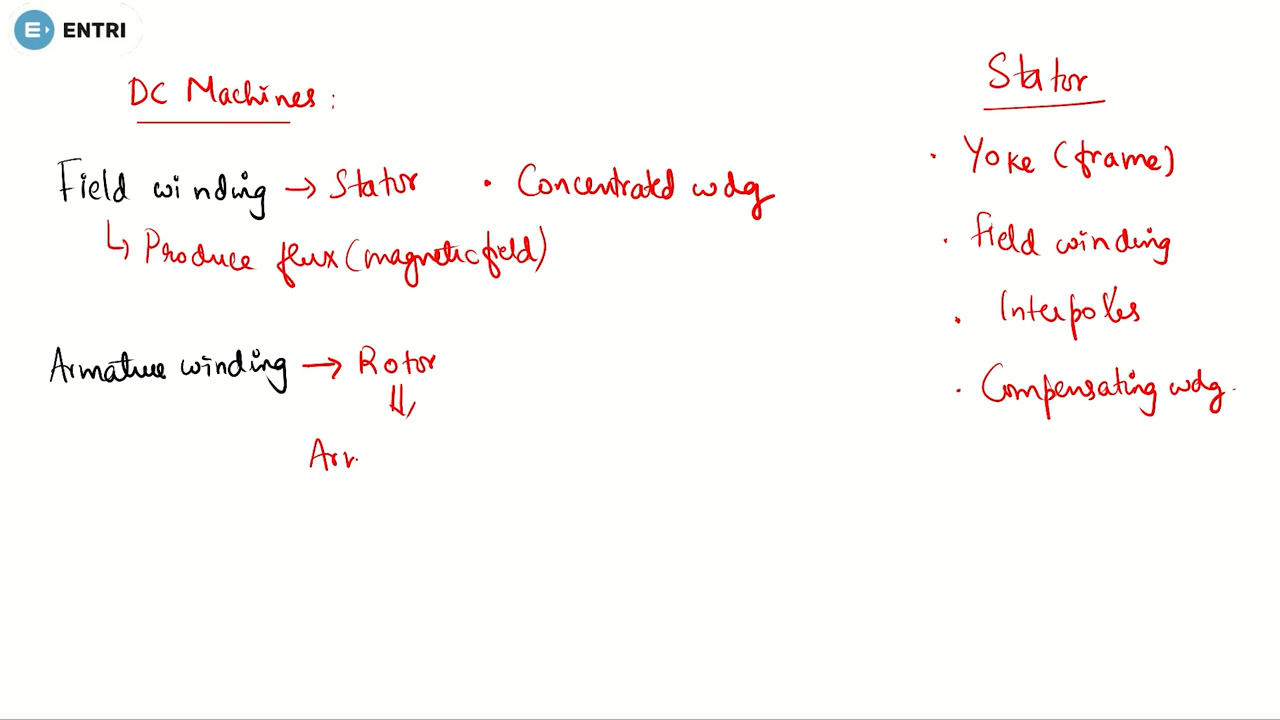 ENTRI
DC Machines:
Field winding → Stator • Concentrated wdg
↳ Produce flux (magnetic field)
Armature winding → Rotor
⇓
Arr
Stator
• Yoke (frame)
• field winding
• Interpoles
• Compensating wdg.